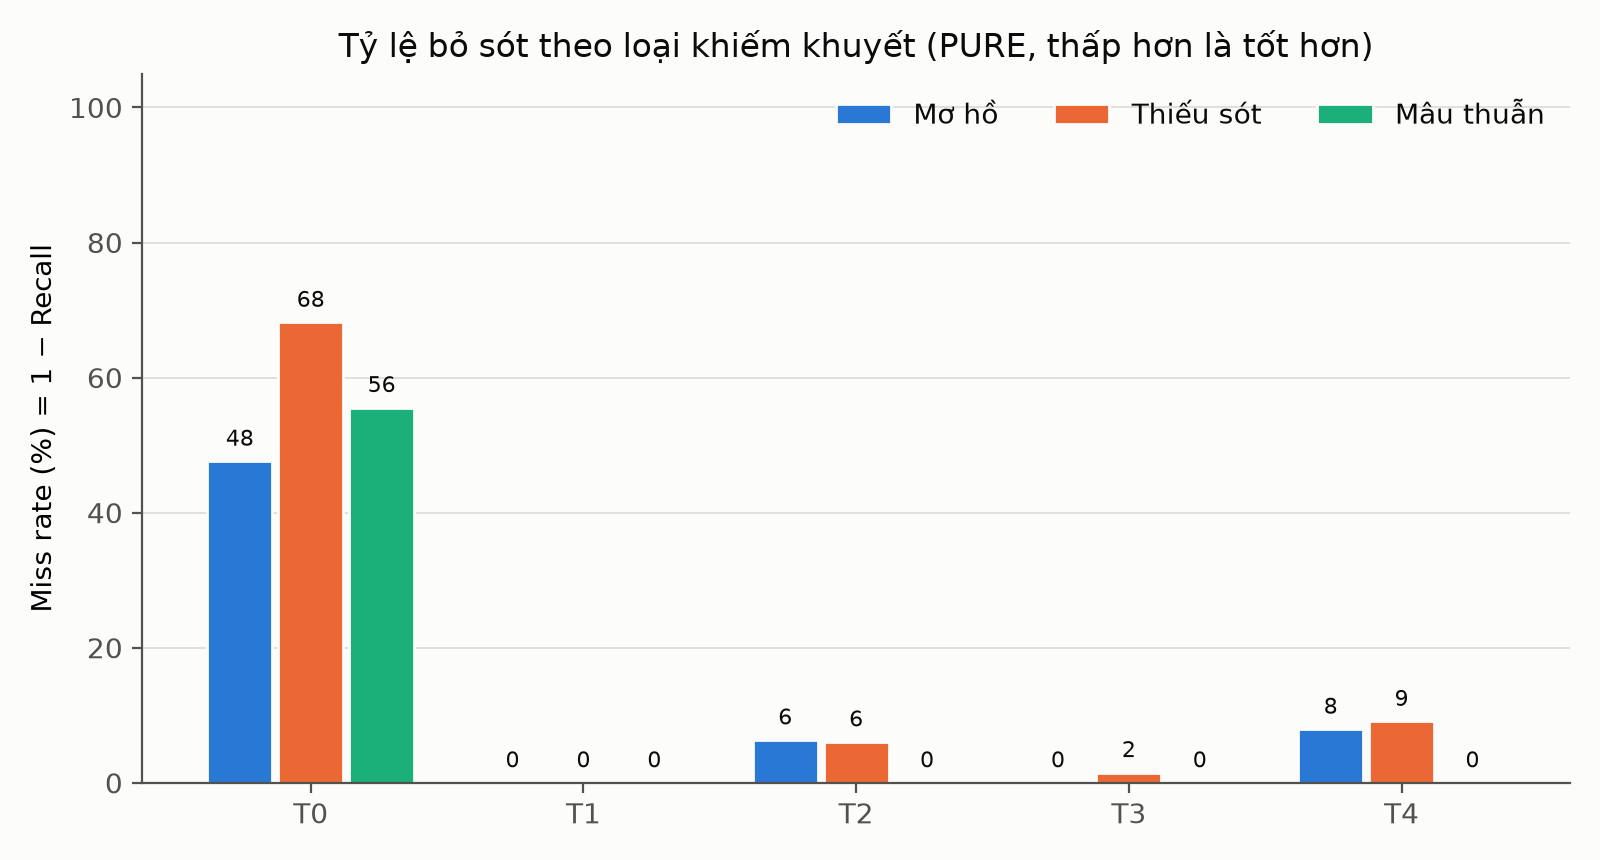 Tỷ lệ bỏ sót theo loại khiếm khuyết (PURE, thấp hơn là tốt hơn)
Mơ hồ Thiếu sót Mâu thuẫn
Miss rate (%) = 1 − Recall
100
80
60
40
20
0
48 68 56
0 0 0
6 6 0
0 2 0
8 9 0
T0 T1 T2 T3 T4